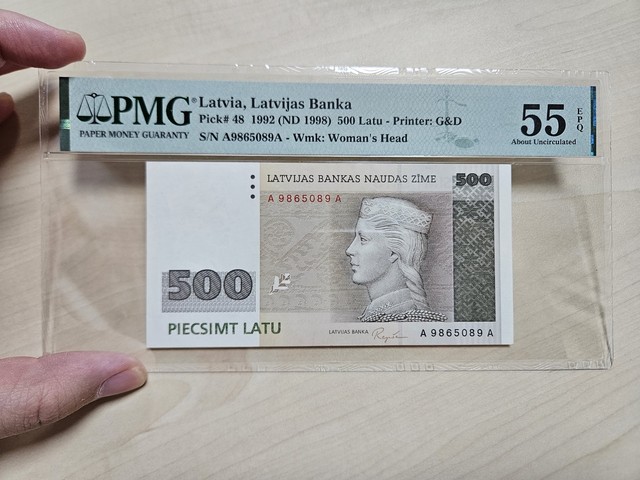 PMG®
PAPER MONEY GUARANTY
Latvia, Latvijas Banka
Pick# 48 1992 (ND 1998) 500 Latu - Printer: G&D
S/N A9865089A - Wmk: Woman's Head
55
EPQ
About Uncirculated
LATVIJAS BANKAS NAUDAS ZĪME
500
A 9865089 A
500
PIECSIMT LATU
LATVIJAS BANKA
A 9865089 A